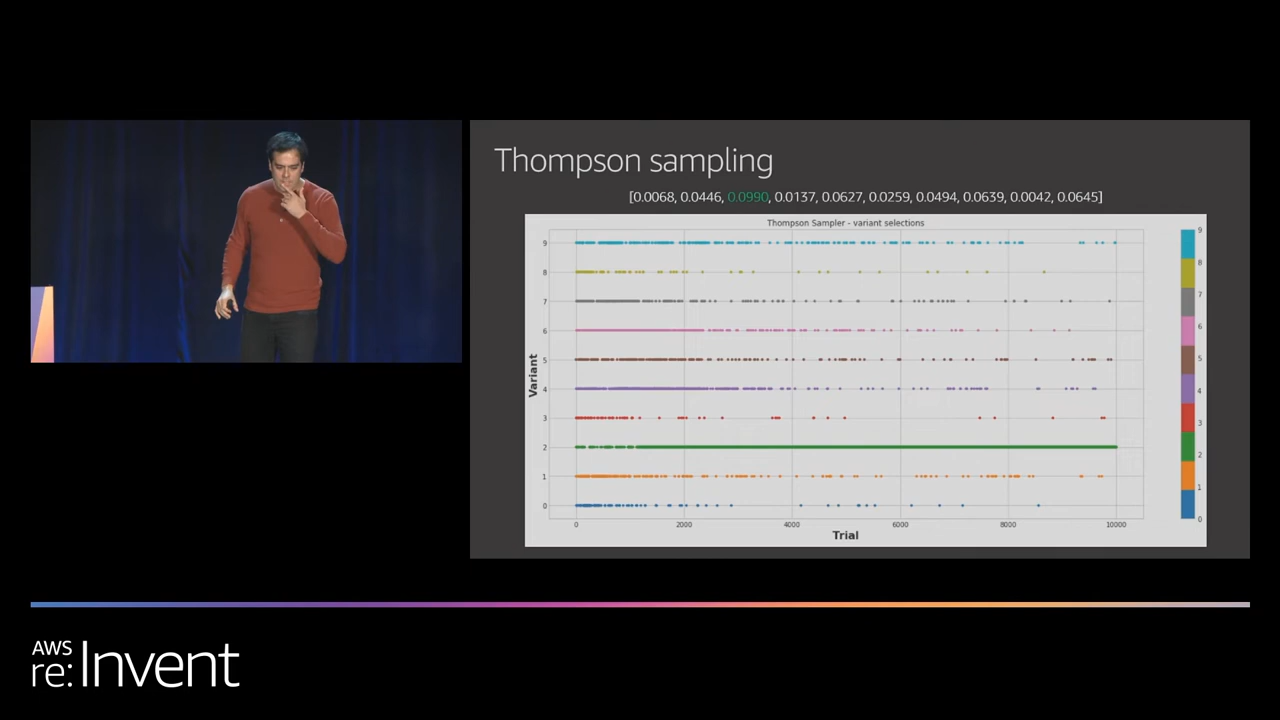 Thompson sampling
[0.0068, 0.0446, 0.0990, 0.0137, 0.0627, 0.0259, 0.0494, 0.0639, 0.0042, 0.0645]
Thompson Sampler - variant selections
Variant
9
8
7
6
5
4
3
2
1
0
0 2000 4000 6000 8000 10000
Trial
9
8
7
6
5
4
3
2
1
0
AWS
re:Invent